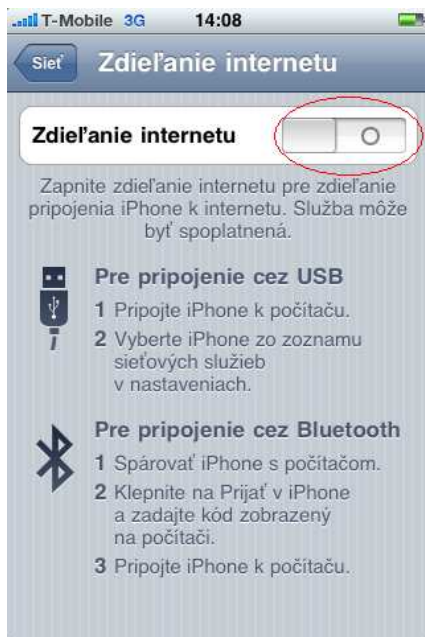 T-Mobile 3G 14:08
Sieť Zdieľanie internetu
Zdieľanie internetu
Zapnite zdieľanie internetu pre zdieľanie
pripojenia iPhone k internetu. Služba môže
byť spoplatnená.
Pre pripojenie cez USB
1 Pripojte iPhone k počítaču.
2 Vyberte iPhone zo zoznamu
sieťových služieb
v nastaveniach.
Pre pripojenie cez Bluetooth
1 Spárovať iPhone s počítačom.
2 Klepnite na Prijať v iPhone
a zadajte kód zobrazený
na počítači.
3 Pripojte iPhone k počítaču.